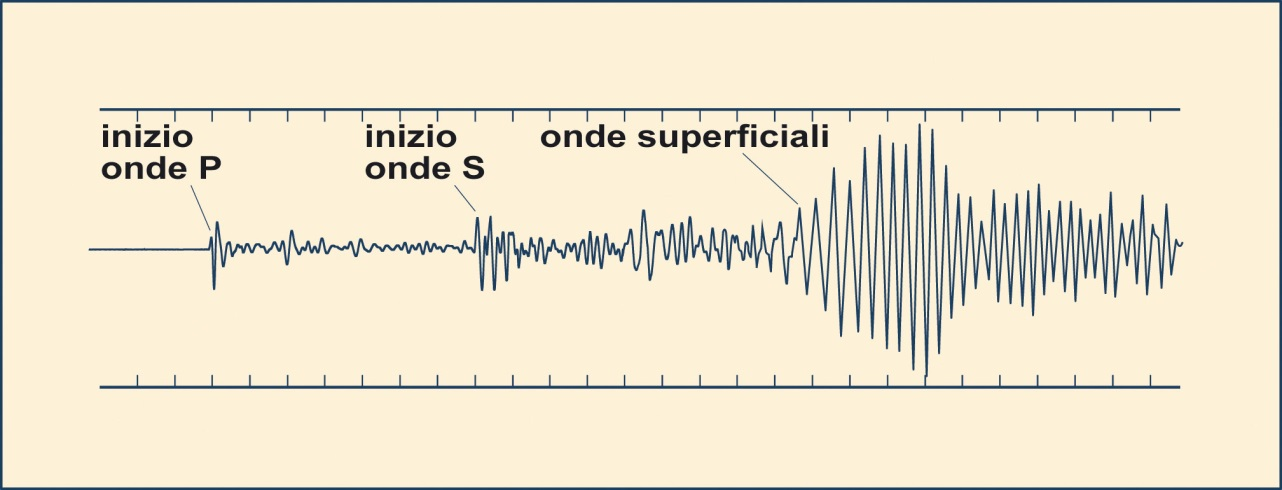 inizio
onde P
inizio
onde S
onde superficiali